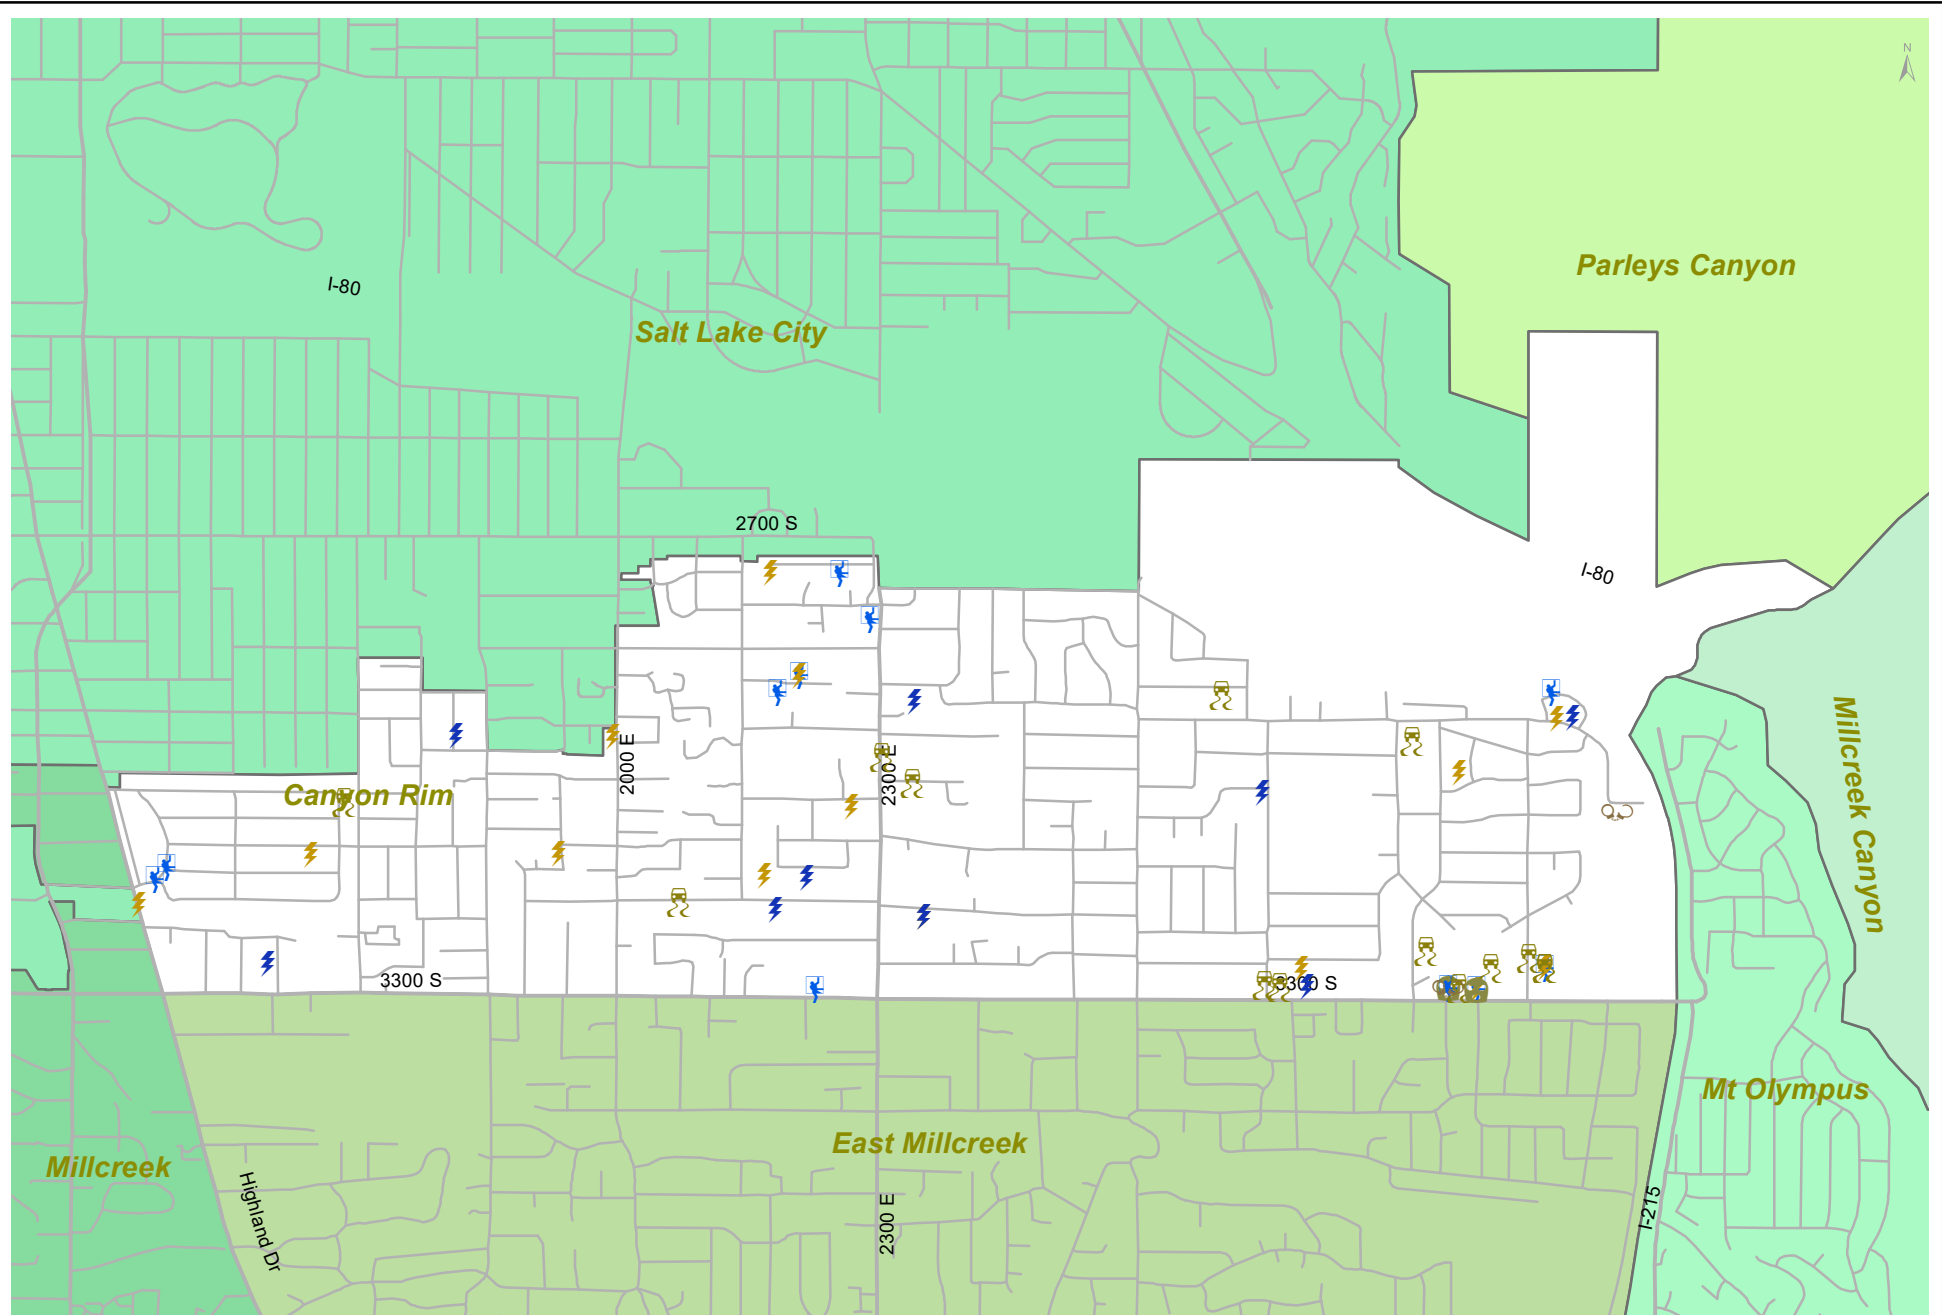 N
Parleys Canyon
I-80
Salt Lake City
2700 S
I-80
Millcreek Canyon
2000 E
2300 E
Canyon Rim
3300 S
3300 S
Mt Olympus
East Millcreek
Millcreek
Highland Dr
2300 E
I-215